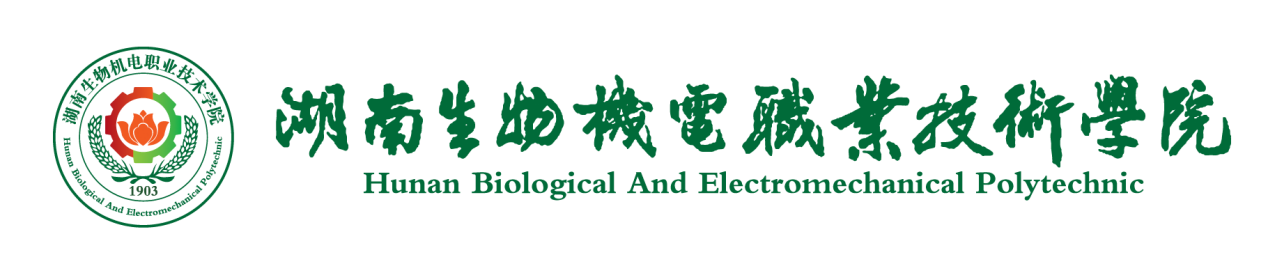 湖南生物机电职业技术学院
1903
Hunan Biological And Electromechanical Polytechnic
湖南生物機電職業技術學院
Hunan Biological And Electromechanical Polytechnic